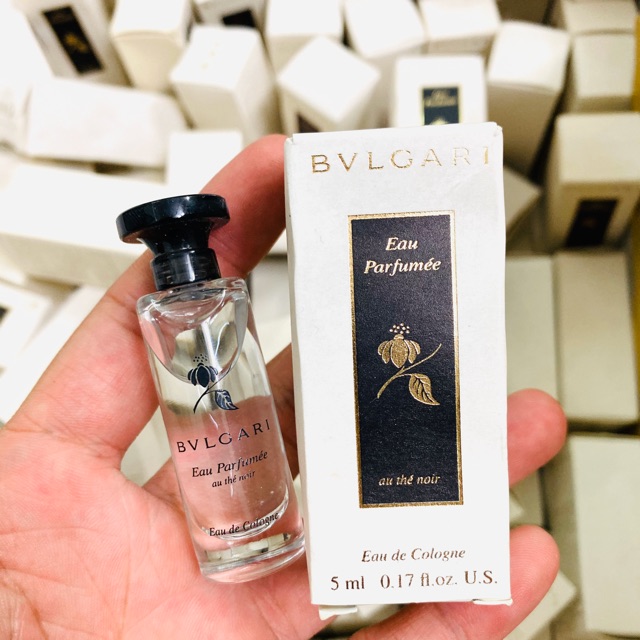 BVLGARI
Eau Parfumée
au thé noir
Eau de Cologne
BVLGARI
Eau
Parfumée
au thé noir
Eau de Cologne
5 ml 0.17 fl.oz. U.S.